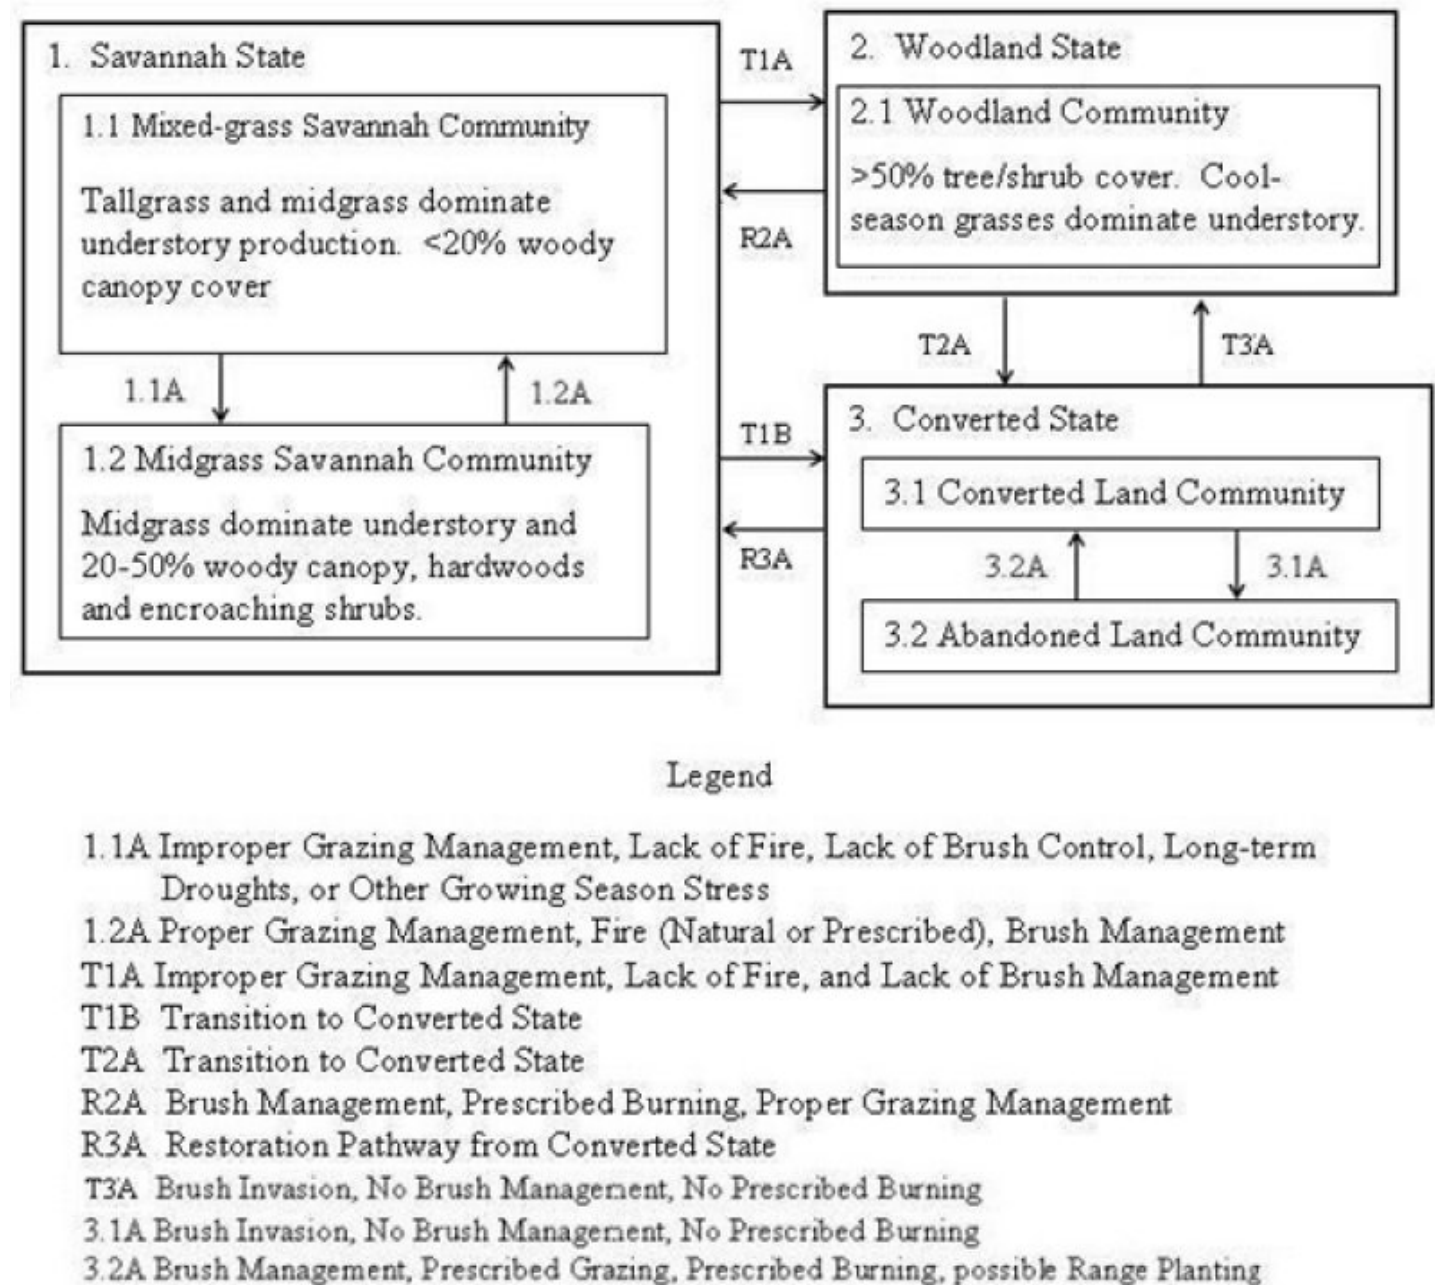 1. Savannah State
1.1 Mixed-grass Savannah Community
Tallgrass and midgrass dominate
understory production. <20% woody
canopy cover
1.1A
1.2A
1.2 Midgrass Savannah Community
Midgrass dominate understory and
20-50% woody canopy, hardwoods
and encroaching shrubs.
T1A
R2A
T1B
R3A
2. Woodland State
2.1 Woodland Community
>50% tree/shrub cover. Cool-
season grasses dominate understory.
T2A
T3A
3. Converted State
3.1 Converted Land Community
3.2A
3.1A
3.2 Abandoned Land Community
Legend
1.1A Improper Grazing Management, Lack of Fire, Lack of Brush Control, Long-term
Droughts, or Other Growing Season Stress
1.2A Proper Grazing Management, Fire (Natural or Prescribed), Brush Management
T1A Improper Grazing Management, Lack of Fire, and Lack of Brush Management
T1B Transition to Converted State
T2A Transition to Converted State
R2A Brush Management, Prescribed Burning, Proper Grazing Management
R3A Restoration Pathway from Converted State
T3A Brush Invasion, No Brush Management, No Prescribed Burning
3.1A Brush Invasion, No Brush Management, No Prescribed Burning
3.2A Brush Management, Prescribed Grazing, Prescribed Burning, possible Range Planting